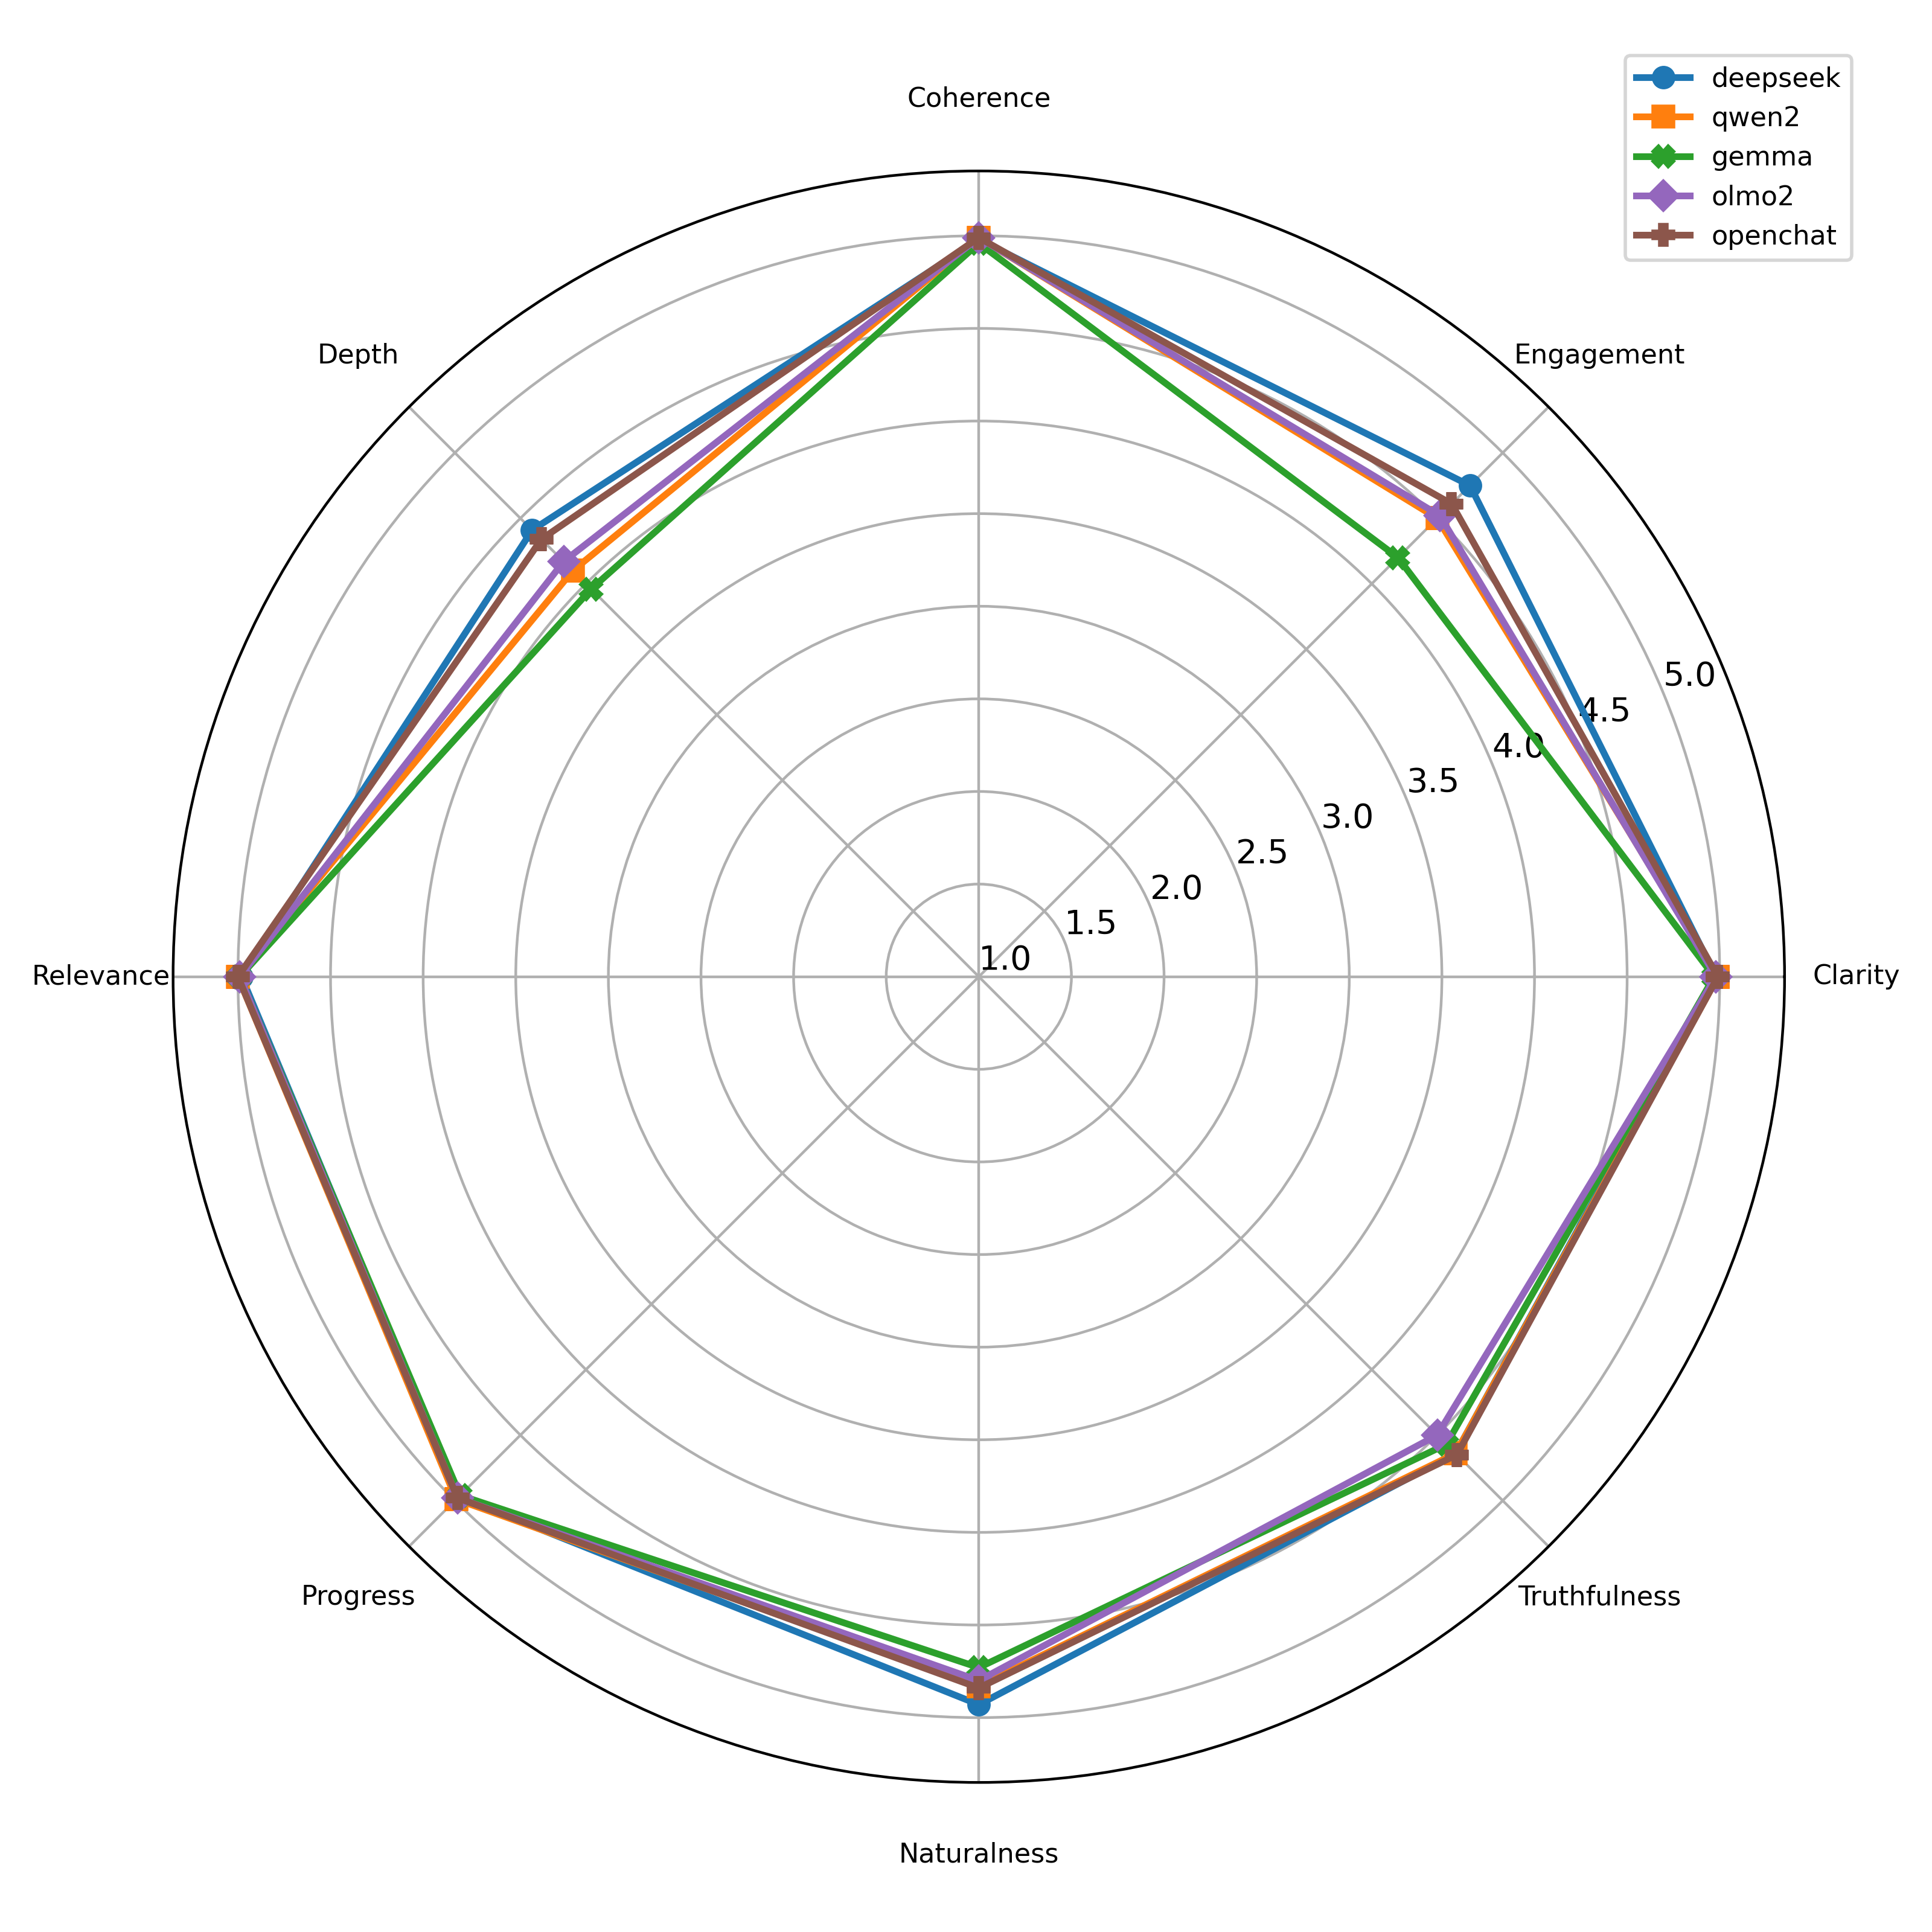 deepseek
qwen2
gemma
olmo2
openchat
Coherence
Depth
Engagement
5.0
4.5
4.0
3.5
3.0
2.5
2.0
1.5
1.0
Relevance
Clarity
Progress
Truthfulness
Naturalness